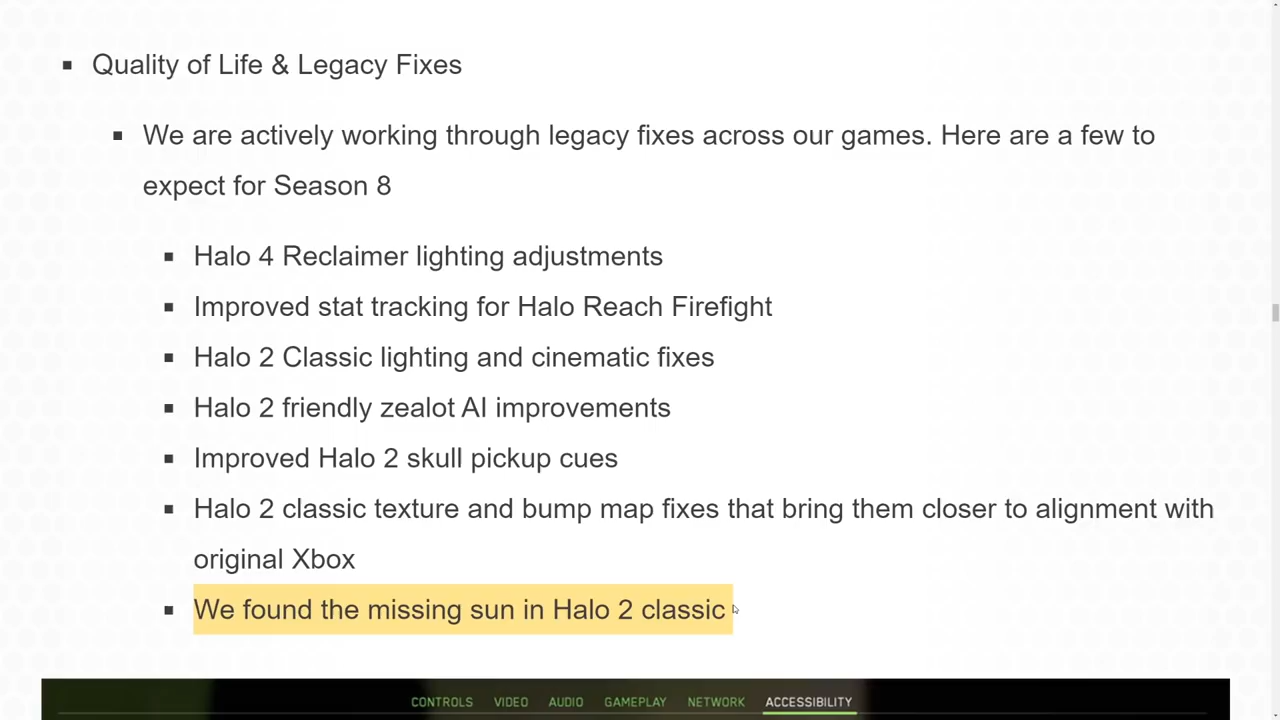 Quality of Life & Legacy Fixes
We are actively working through legacy fixes across our games. Here are a few to
expect for Season 8
Halo 4 Reclaimer lighting adjustments
Improved stat tracking for Halo Reach Firefight
Halo 2 Classic lighting and cinematic fixes
Halo 2 friendly zealot AI improvements
Improved Halo 2 skull pickup cues
Halo 2 classic texture and bump map fixes that bring them closer to alignment with
original Xbox
We found the missing sun in Halo 2 classic
CONTROLS VIDEO AUDIO GAMEPLAY NETWORK ACCESSIBILITY